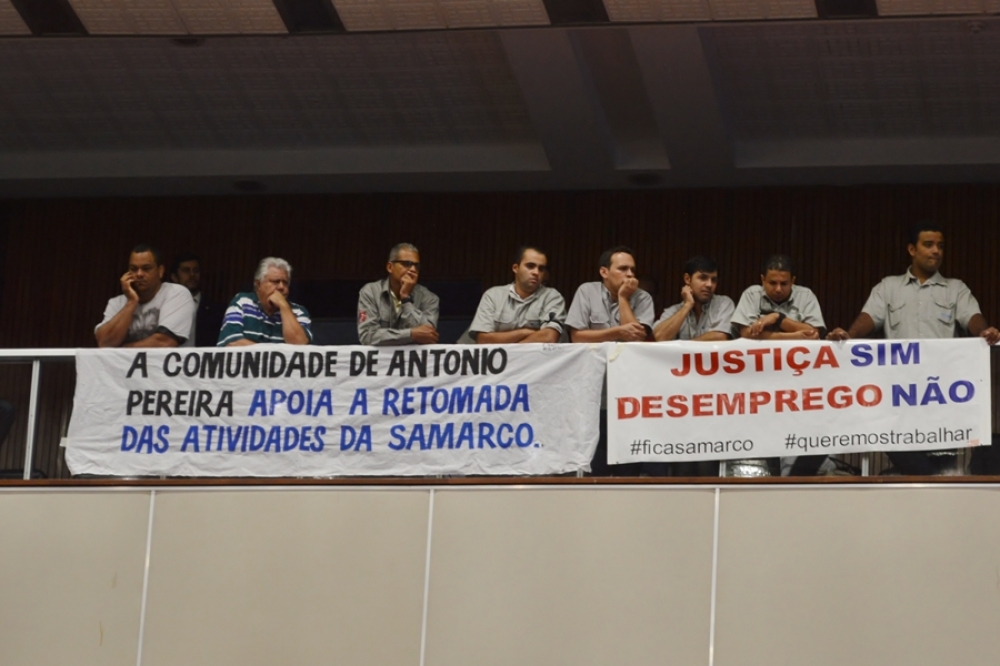 A COMUNIDADE DE ANTONIO
PEREIRA APOIA A RETOMADA
DAS ATIVIDADES DA SAMARCO.
JUSTIÇA SIM
DESEMPREGO NÃO
#ficasamarco #queremostrabalhar